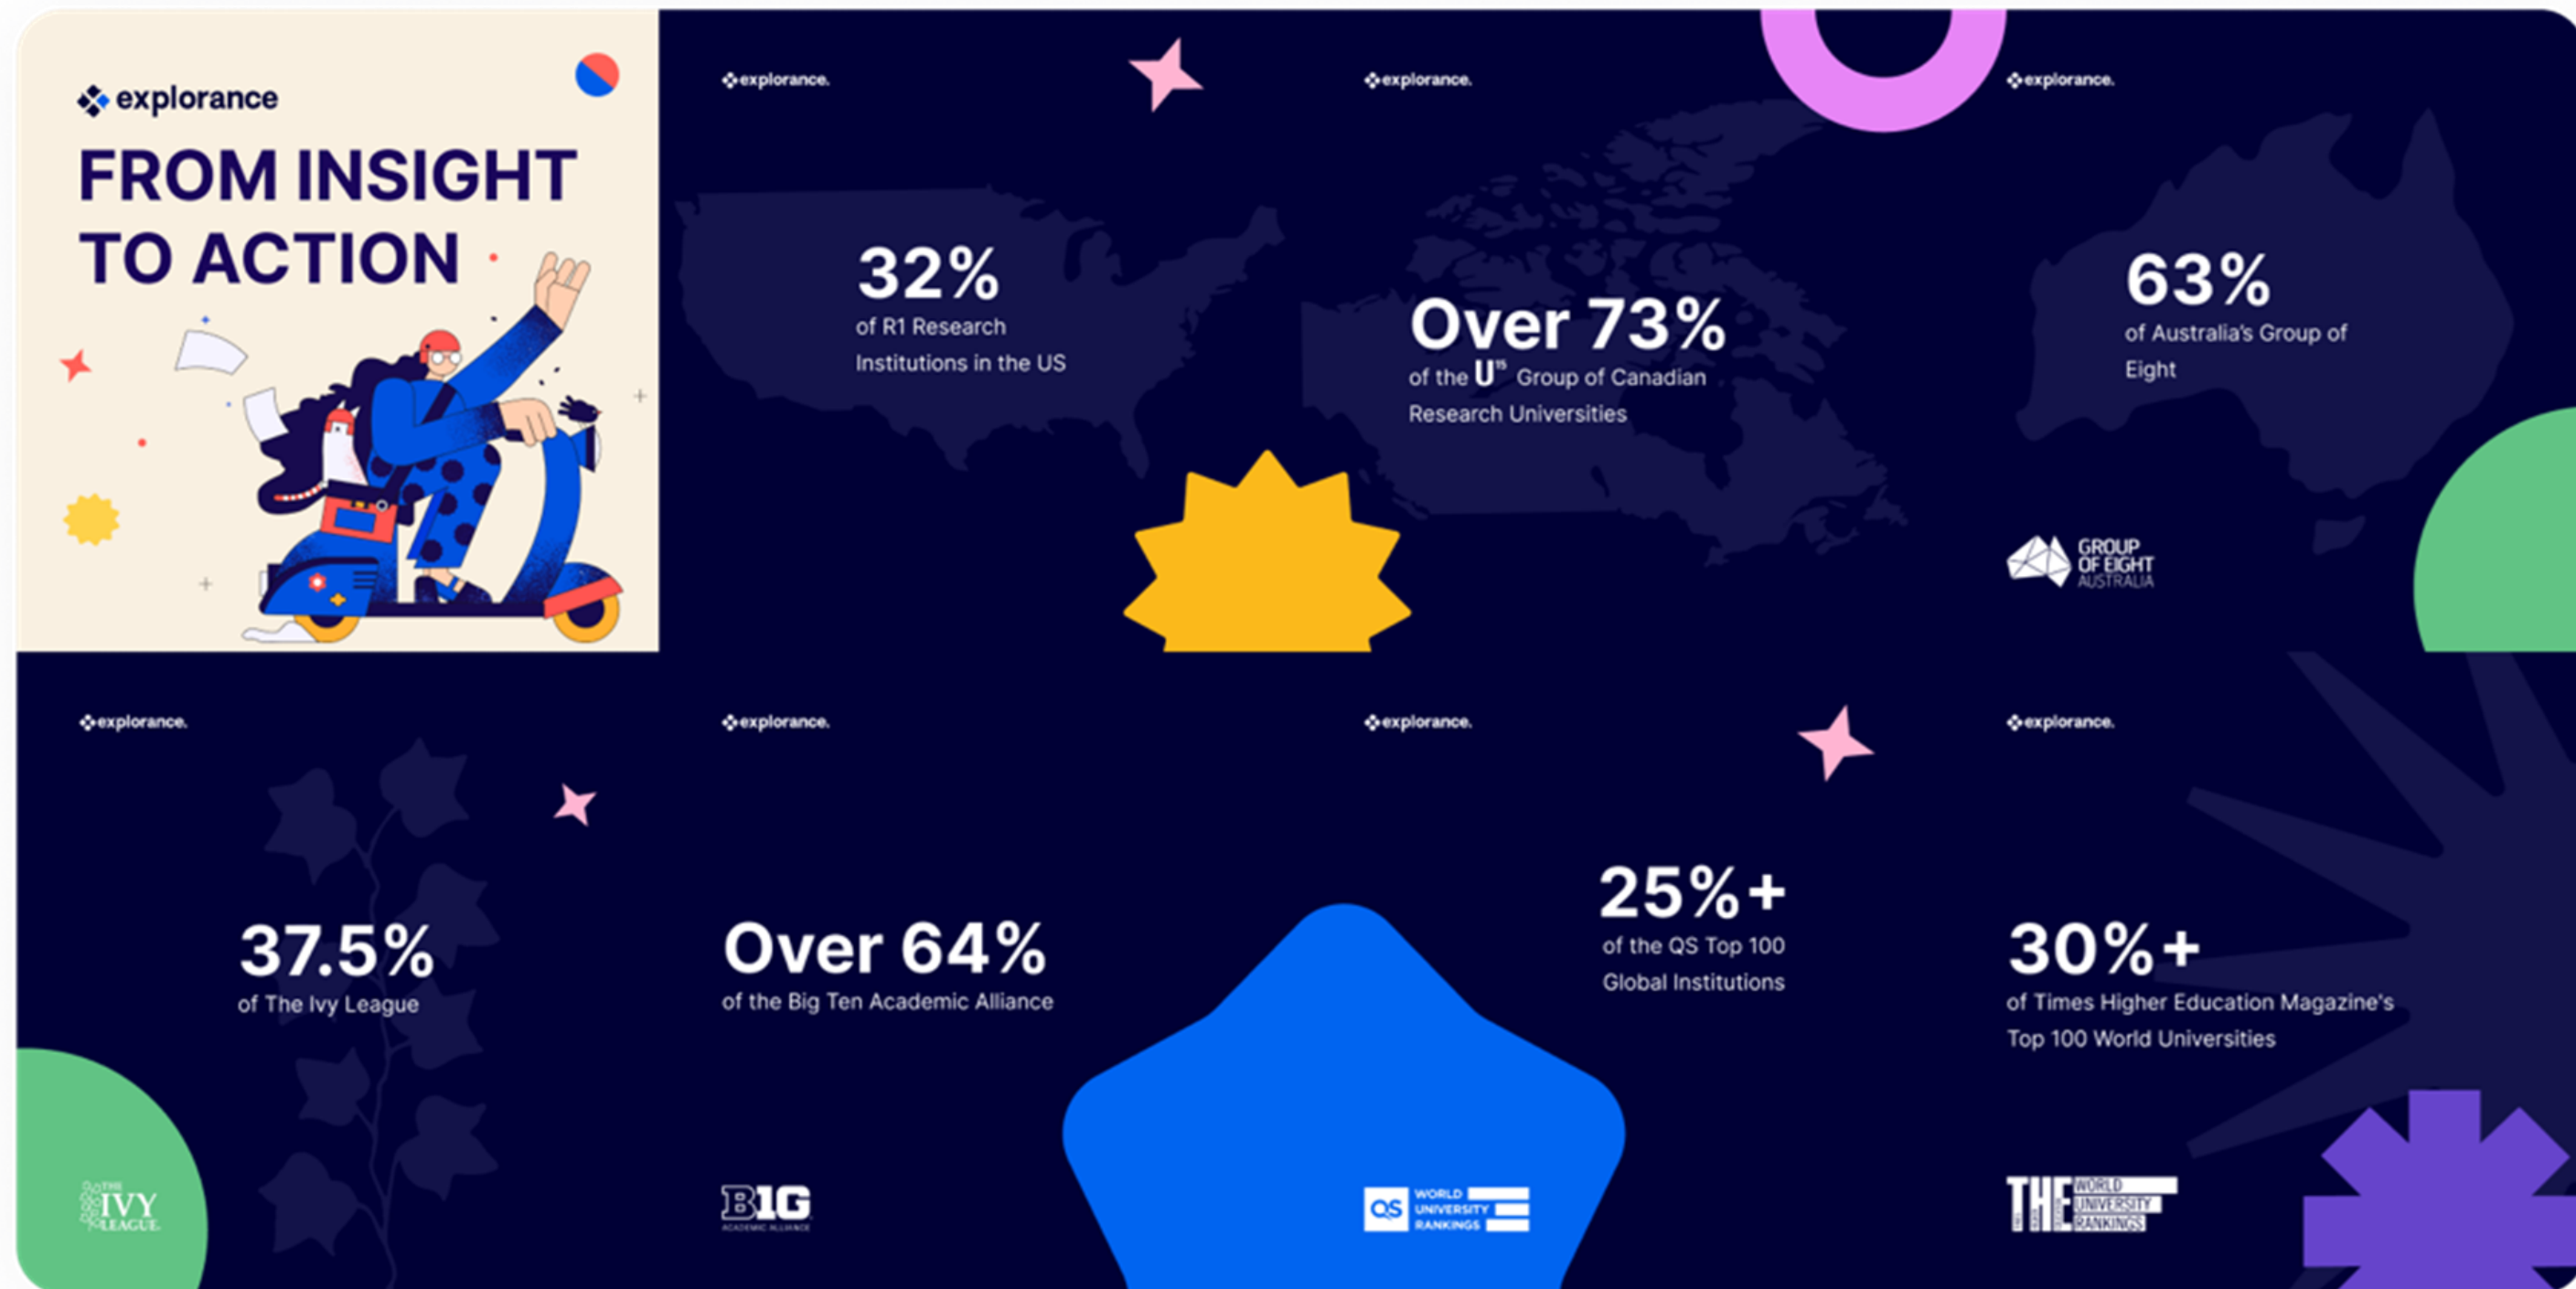 explorance
FROM INSIGHT
TO ACTION
explorance.
32%
of R1 Research
Institutions in the US
explorance.
Over 73%
of the U15 Group of Canadian
Research Universities
explorance.
63%
of Australia's Group of
Eight
GROUP
OF EIGHT
AUSTRALIA
explorance.
37.5%
of The Ivy League
THE
IVY
LEAGUE
explorance.
Over 64%
of the Big Ten Academic Alliance
B1G
ACADEMIC ALLIANCE
explorance.
25%+
of the QS Top 100
Global Institutions
QS
WORLD
UNIVERSITY
RANKINGS
explorance.
30%+
of Times Higher Education Magazine's
Top 100 World Universities
THE
WORLD
UNIVERSITY
RANKINGS